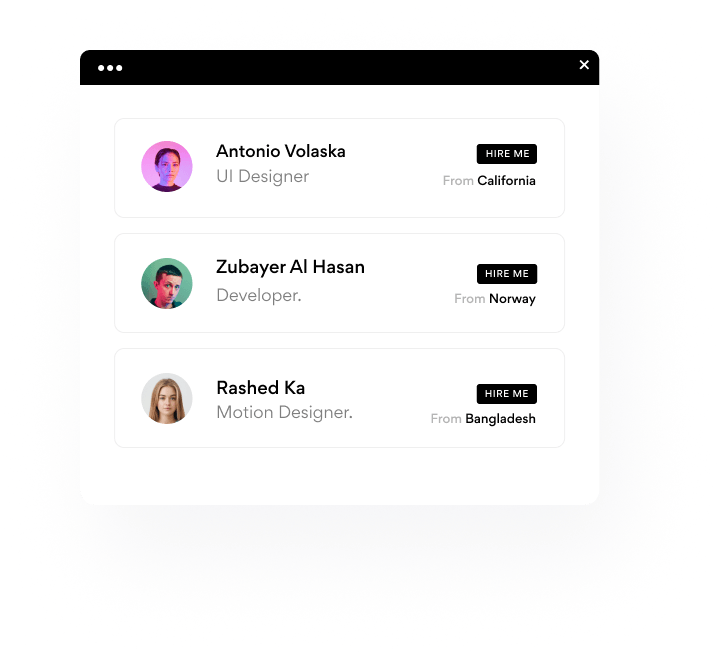 Antonio Volaska
UI Designer
HIRE ME
From California
Zubayer Al Hasan
Developer.
HIRE ME
From Norway
Rashed Ka
Motion Designer.
HIRE ME
From Bangladesh